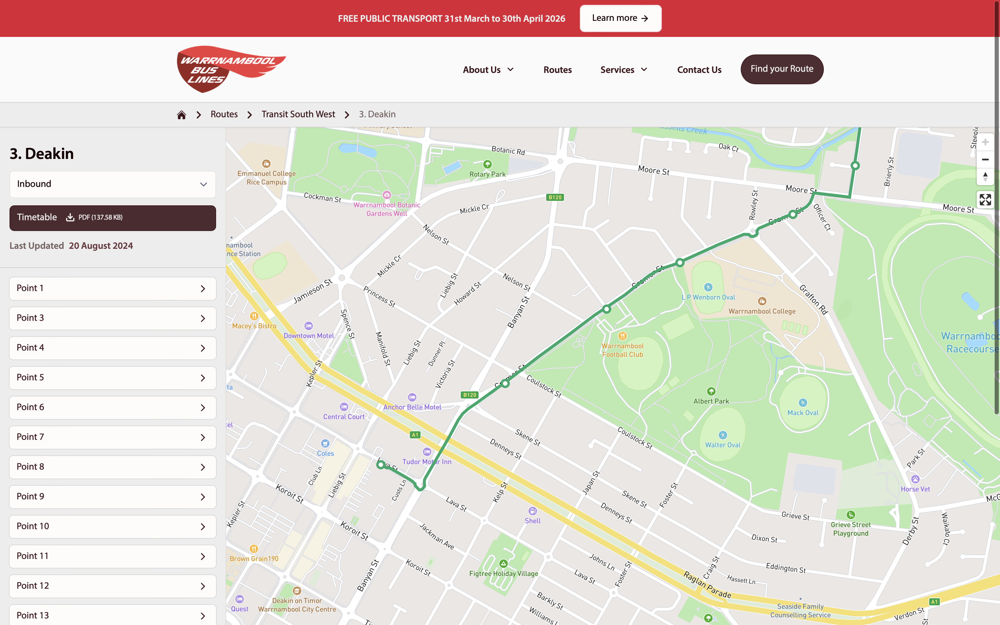 FREE PUBLIC TRANSPORT 31st March to 30th April 2026
Learn more
WARRNAMBOOL
BUS
LINES
About Us
Routes
Services
Contact Us
Find your Route
Routes
Transit South West
3. Deakin
3. Deakin
Inbound
Timetable PDF (137.58 KB)
Last Updated 20 August 2024
Point 1
Point 3
Point 4
Point 5
Point 6
Point 7
Point 8
Point 9
Point 10
Point 11
Point 12
Point 13
Creek
Botanic Rd
Oak Ct
Emmanuel College
Rice Campus
Rotary Park
Moore St
Brierly St
Cockman St
Warrnambool Botanic
Gardens Well
Mickle Cr
B120
Moore St
Rowley St
Officer Ct
Moore St
Nelson St
Mickle Cr
Liebig St
Howard St
Nelson St
Jamieson St
Princess St
Banyan St
Cramer St
L P Wenborn Oval
Warrnambool College
Grafton Rd
Macey's Bistro
Downtown Motel
Spence St
Manifold St
Liebig St
Dunner Pl
Victoria St
Kepler St
Warrnambool
Football Club
Racecourse
Coulstock St
B120
Anchor Belle Motel
Central Court
Albert Park
Mack Oval
A1
Coles
Skene St
Denneys St
Coulstock St
Walter Oval
Tudor Motor Inn
Lava St
Club Ln
Liebig St
Custs Ln
Koroit St
Kepler St
Lava St
Kelp St
Japan St
Skene St
Foster St
Park St
Horse Vet
Shell
Denneys St
Grieve St
Grieve Street
Playground
Derby St
Waikato Ct
Koroit St
Jackman Ave
Dixon St
Brown Grain190
Koroit St
Banyan St
Figtree Holiday Village
Johns Ln
Lava St
Foster St
Craig St
Eddington St
Hassett Ln
Raglan Parade
Deakin on Timor
Warrnambool City Centre
Quest
Barkly St
Seaside Family
Counselling Service
A1
Verdon St